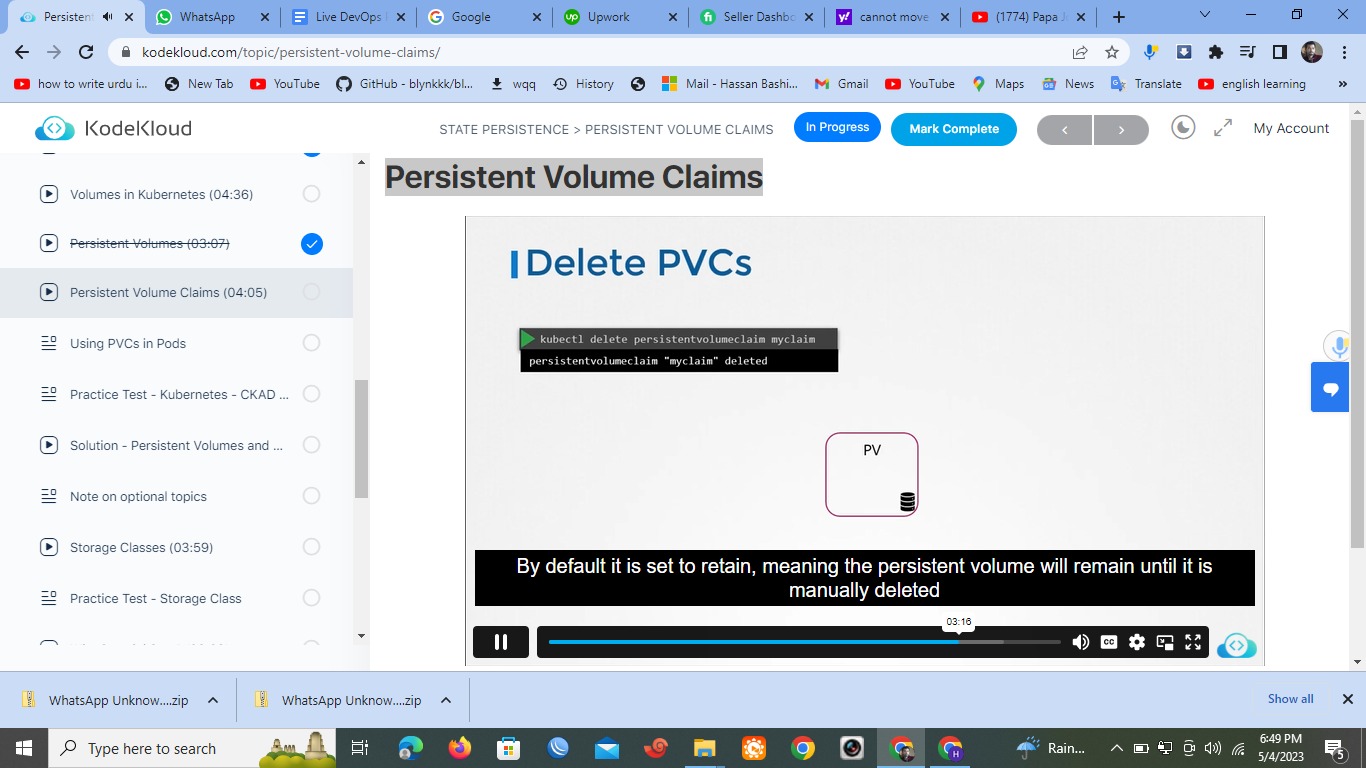 Persistent
WhatsApp
Live DevOps
Google
Upwork
Seller Dashbo
cannot move
(1774) Papa J
kodekloud.com/topic/persistent-volume-claims/
how to write urdu i...
New Tab
YouTube
GitHub - blynkkk/bl...
wqq
History
Mail - Hassan Bashi...
Gmail
YouTube
Maps
News
Translate
english learning
»
KodeKloud
STATE PERSISTENCE > PERSISTENT VOLUME CLAIMS
In Progress
Mark Complete
My Account
Volumes in Kubernetes (04:36)
Persistent Volumes (03:07)
Persistent Volume Claims (04:05)
Using PVCs in Pods
Practice Test - Kubernetes - CKAD ...
Solution - Persistent Volumes and ...
Note on optional topics
Storage Classes (03:59)
Practice Test - Storage Class
Persistent Volume Claims
Delete PVCs
kubectl delete persistentvolumeclaim myclaim
persistentvolumeclaim "myclaim" deleted
PV
By default it is set to retain, meaning the persistent volume will remain until it is
manually deleted
03:16
CC
WhatsApp Unknow....zip
WhatsApp Unknow....zip
Show all
Type here to search
H
Rain...
6:49 PM
5/4/2023
5